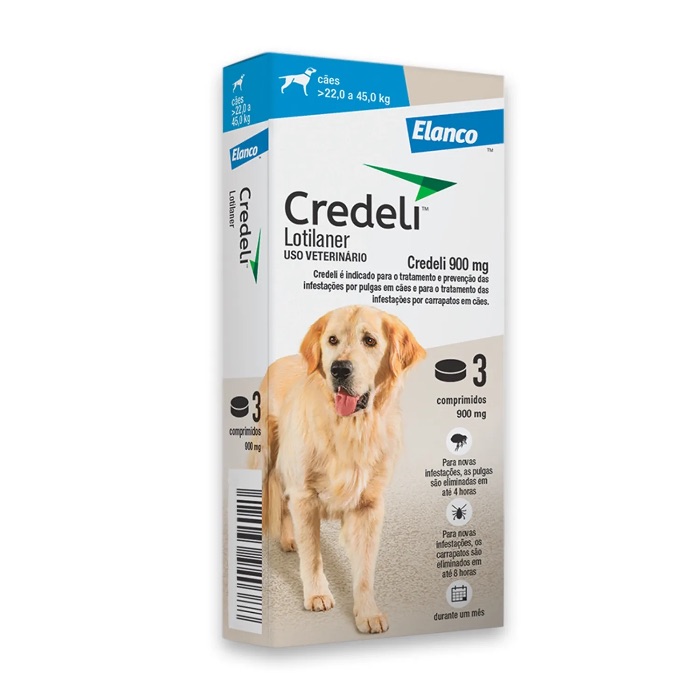 cães
>22,0 a 45,0 kg
Elanco
™
Credeli™
Lotilaner
USO VETERINÁRIO
Credeli 900 mg
Credeli é indicado para o tratamento e prevenção das
infestações por pulgas em cães e para o tratamento das
infestações por carrapatos em cães.
3
comprimidos
900 mg
Para novas
infestações, as pulgas
são eliminadas em
até 4 horas
Para novas
infestações, os
carrapatos são
eliminados em
até 8 horas
durante um mês
cães
>22,0 a
45,0 kg
Elanco
Credeli™
Lotilaner
3
comprimidos
900 mg